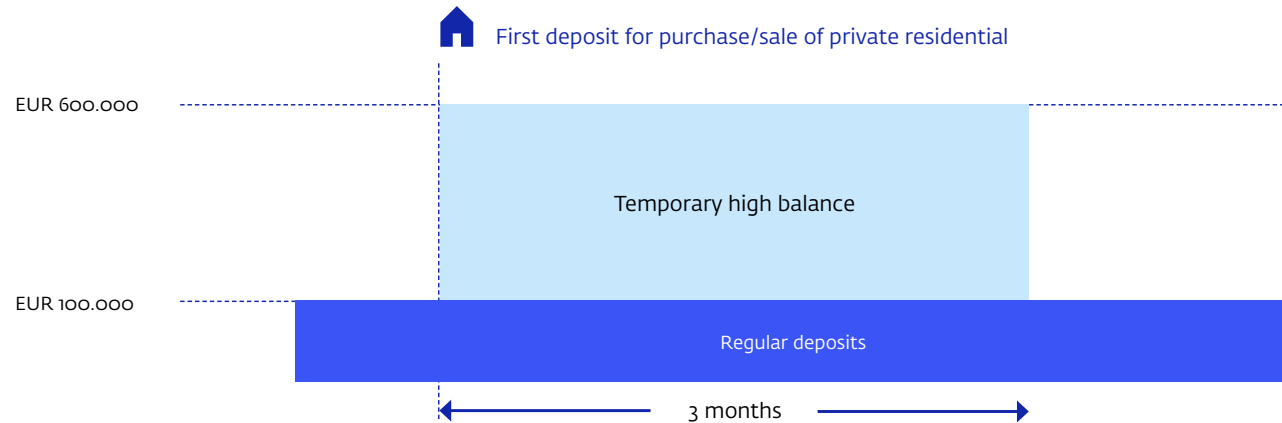 First deposit for purchase/sale of private residential
EUR 600.000
Temporary high balance
EUR 100.000
Regular deposits
3 months